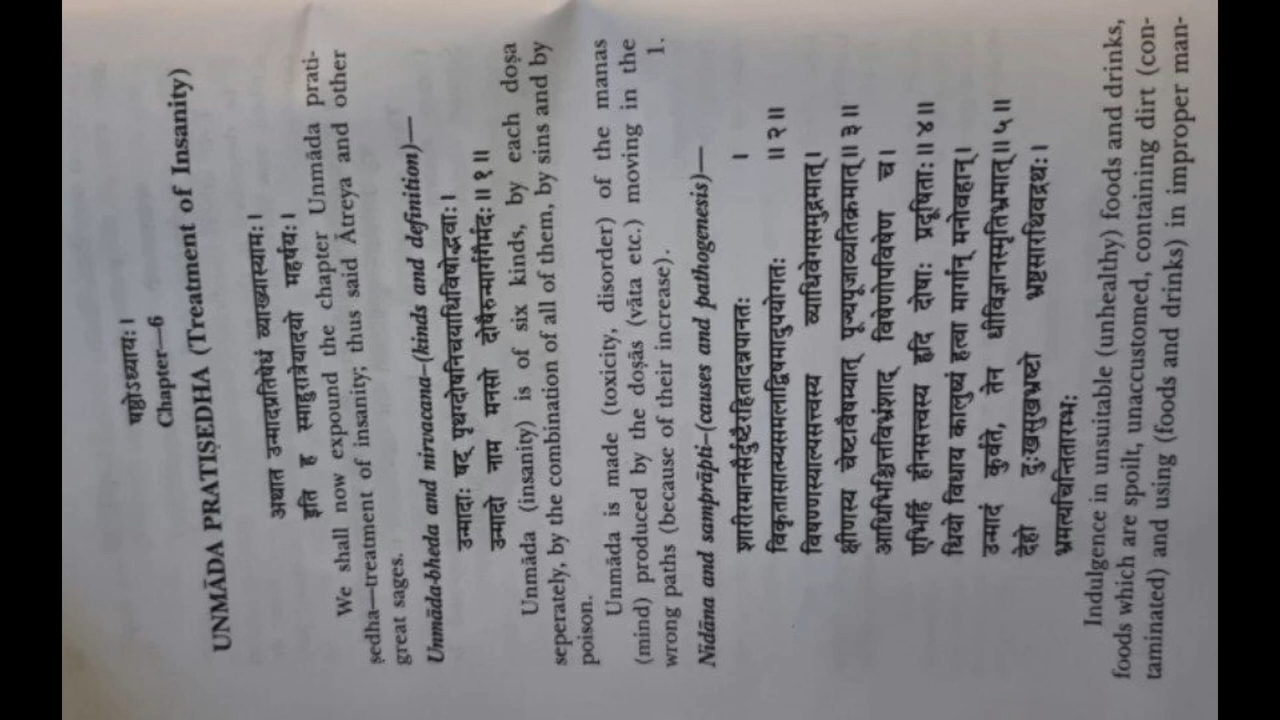 षष्ठोऽध्यायः ।
Chapter—6
UNMĀDA PRATIṢEDHA (Treatment of Insanity)
अथात उन्मादप्रतिषेधं व्याख्यास्यामः ।
इति ह स्माहुरात्रेयादयो महर्षयः ।
We shall now expound the chapter Unmāda prati-
ṣedha—treatment of insanity; thus said Ātreya and other
great sages.
Unmāda-bheda and nirvacana–(kinds and definition)—
उन्मादाः षट् पृथग्दोषनिचयाधिविषोद्भवाः ।
उन्मादो नाम मनसो दोषैरुन्मार्गगैर्मदः ॥ १ ॥
Unmāda (insanity) is of six kinds, by each doṣa
seperately, by the combination of all of them, by sins and by
poison.
Unmāda is made (toxicity, disorder) of the manas
(mind) produced by the doṣās (vāta etc.) moving in the
wrong paths (because of their increase). 1.
Nidāna and samprāpti–(causes and pathogenesis)—
शारीरमानसैर्दुष्टैरहितादन्नपानतः ।
विकृतासात्म्यसमलाद्विषमादुपयोगतः ॥ २ ॥
विषण्णस्याल्पसत्त्वस्य व्याधिवेगसमुद्गमात् ।
क्षीणस्य चेष्टावैषम्यात् पूज्यपूजाव्यतिक्रमात् ॥ ३ ॥
आधिभिश्चित्तविभ्रंशाद् विषेणोपविषेण च ।
एभिर्हि हीनसत्त्वस्य हृदि दोषाः प्रदूषिताः ॥ ४ ॥
धियो विधाय कालुष्यं हत्वा मार्गान् मनोवहान् ।
उन्मादं कुर्वते, तेन धीविज्ञानस्मृतिभ्रमात् ॥ ५ ॥
देहो दुःखसुखभ्रष्टो भ्रष्टसारथिवद्रथः ।
भ्रमत्यचिन्तितारम्भः
Indulgence in unsuitable (unhealthy) foods and drinks,
foods which are spoilt, unaccustomed, containing dirt (con-
taminated) and using (foods and drinks) in improper man-